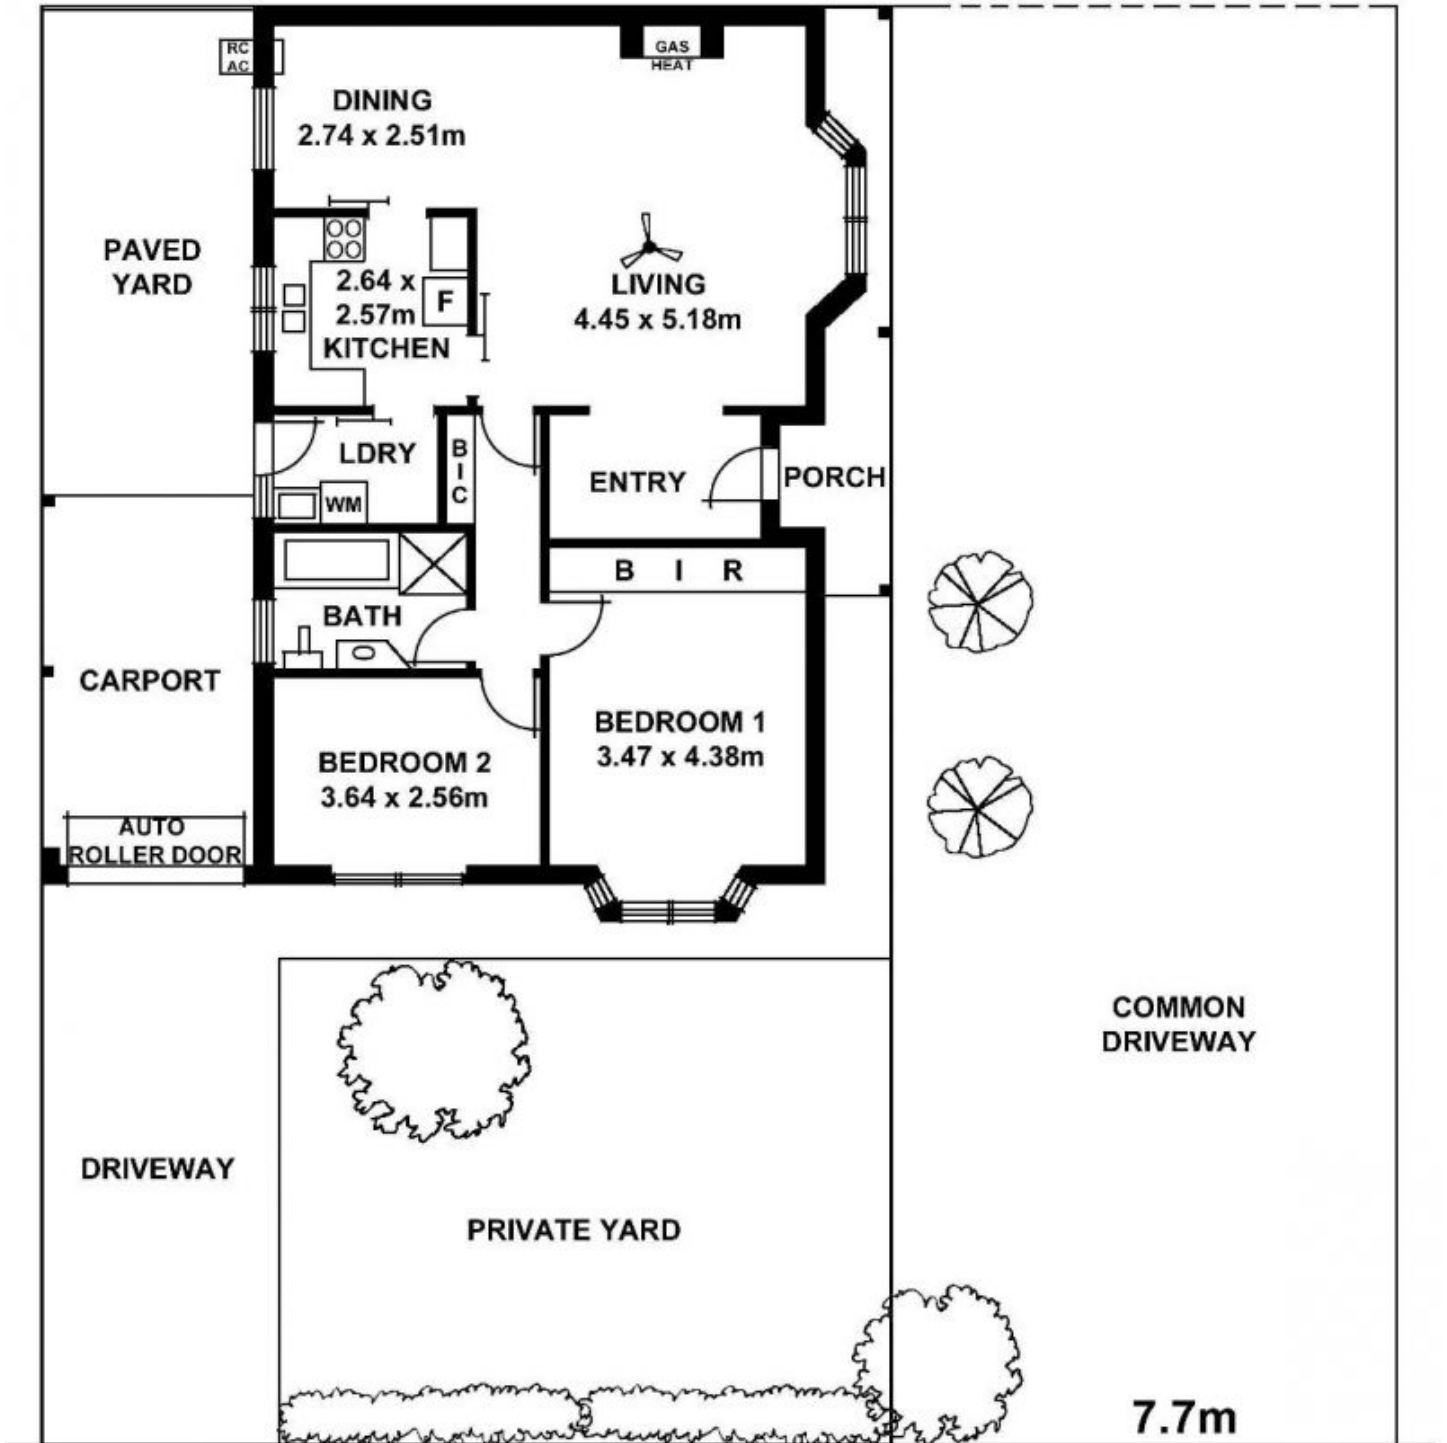 RC
AC
GAS
HEAT
DINING
2.74 x 2.51m
PAVED
YARD
2.64 x
2.57m
KITCHEN
F
LIVING
4.45 x 5.18m
LDRY
WM
B
I
C
ENTRY
PORCH
B I R
BATH
CARPORT
BEDROOM 1
3.47 x 4.38m
BEDROOM 2
3.64 x 2.56m
AUTO
ROLLER DOOR
COMMON
DRIVEWAY
DRIVEWAY
PRIVATE YARD
7.7m